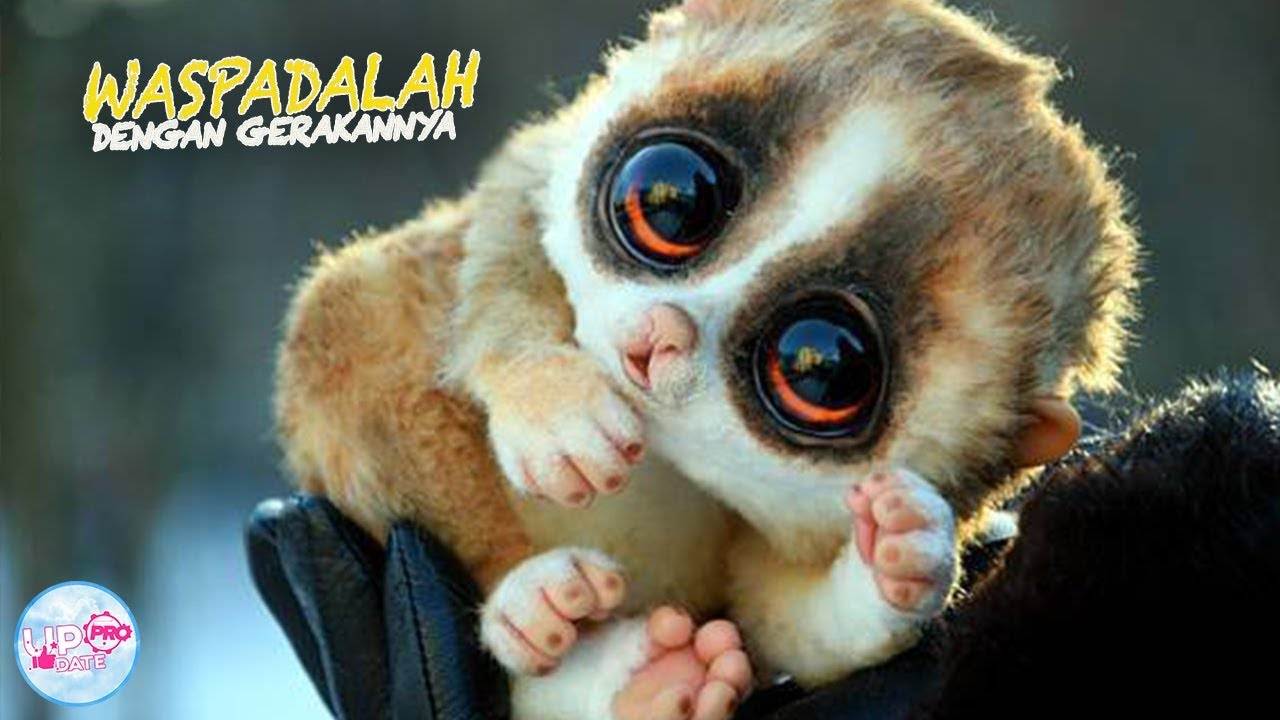 WASPADALAH
DENGAN GERAKANNYA
UP PRO
DATE